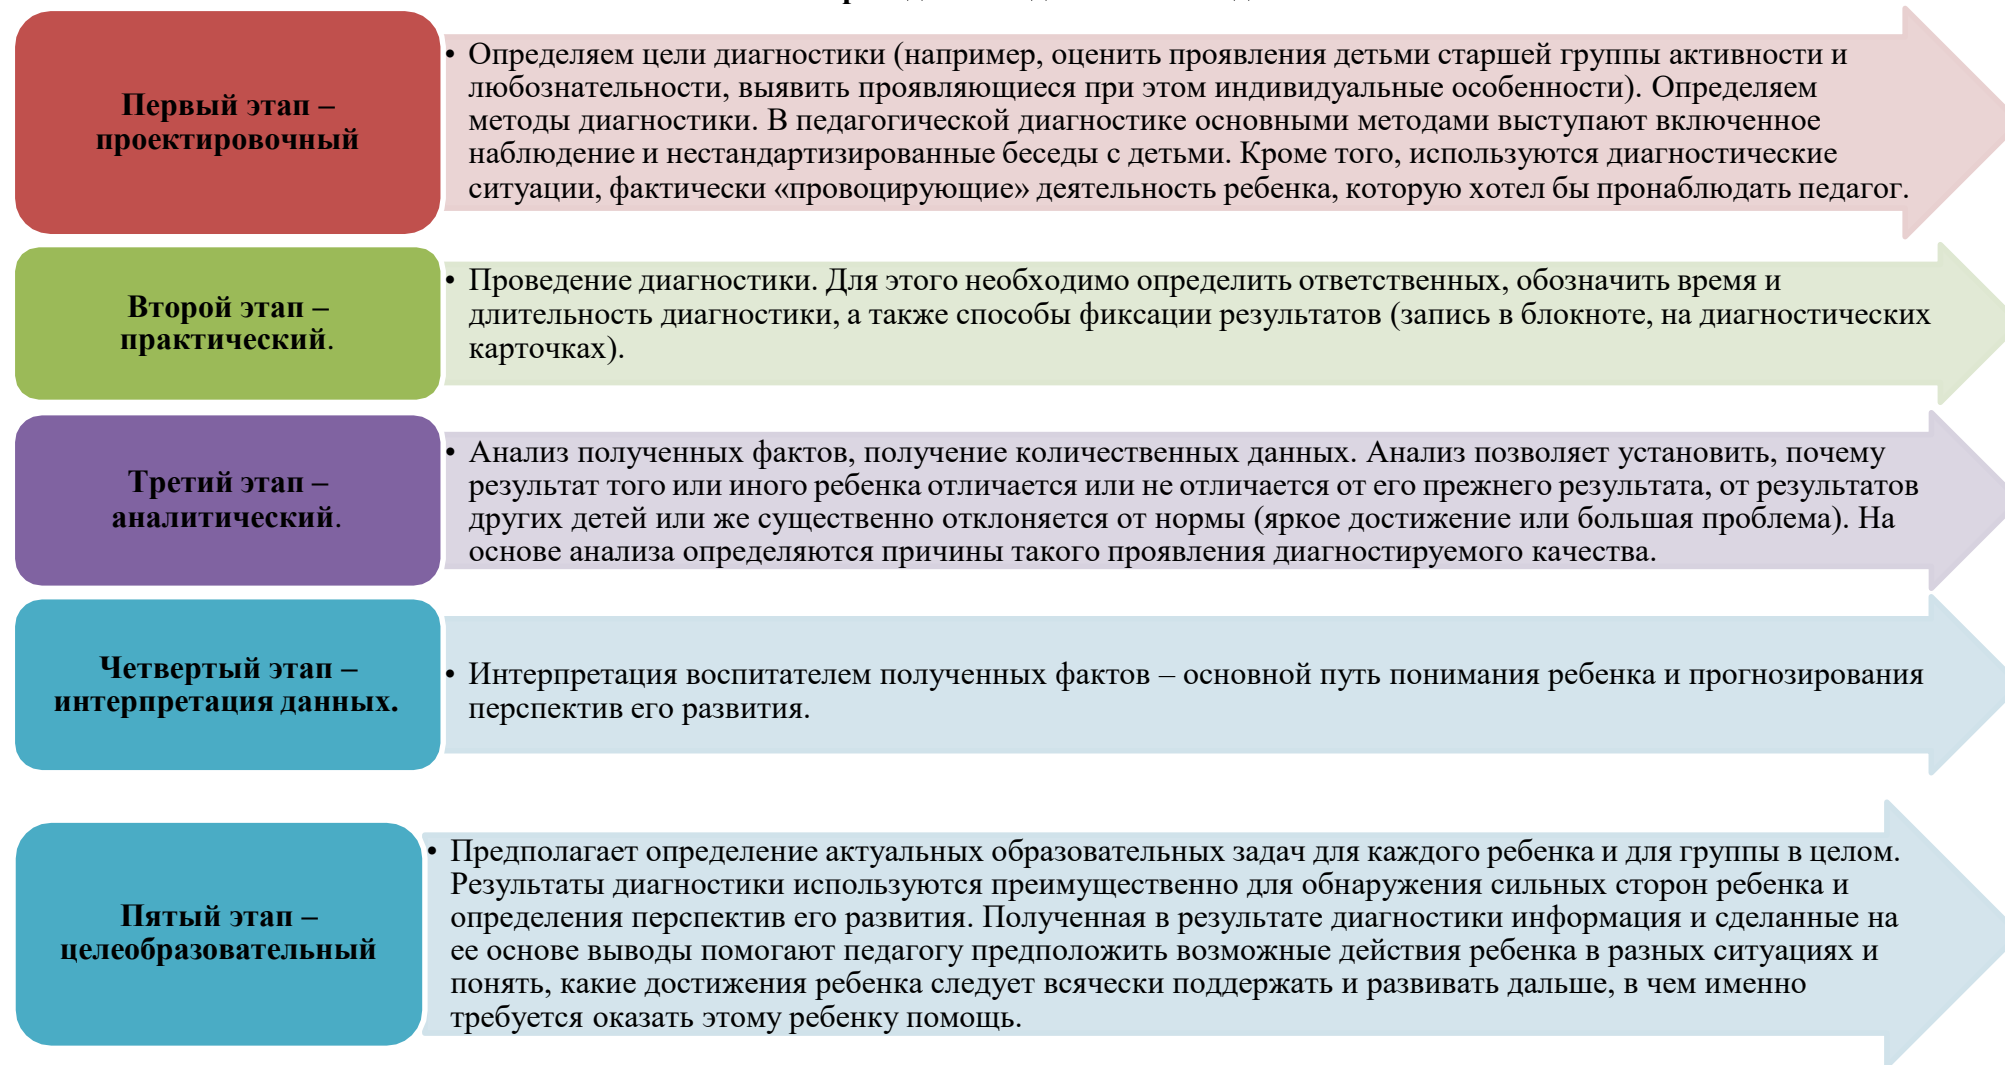 Первый этап –
проектировочный
• Определяем цели диагностики (например, оценить проявления детьми старшей группы активности и
любознательности, выявить проявляющиеся при этом индивидуальные особенности). Определяем
методы диагностики. В педагогической диагностике основными методами выступают включенное
наблюдение и нестандартизированные беседы с детьми. Кроме того, используются диагностические
ситуации, фактически «провоцирующие» деятельность ребенка, которую хотел бы пронаблюдать педагог.
Второй этап –
практический.
• Проведение диагностики. Для этого необходимо определить ответственных, обозначить время и
длительность диагностики, а также способы фиксации результатов (запись в блокноте, на диагностических
карточках).
Третий этап –
аналитический.
• Анализ полученных фактов, получение количественных данных. Анализ позволяет установить, почему
результат того или иного ребенка отличается или не отличается от его прежнего результата, от результатов
других детей или же существенно отклоняется от нормы (яркое достижение или большая проблема). На
основе анализа определяются причины такого проявления диагностируемого качества.
Четвертый этап –
интерпретация данных.
• Интерпретация воспитателем полученных фактов – основной путь понимания ребенка и прогнозирования
перспектив его развития.
Пятый этап –
целеобразовательный
• Предполагает определение актуальных образовательных задач для каждого ребенка и для группы в целом.
Результаты диагностики используются преимущественно для обнаружения сильных сторон ребенка и
определения перспектив его развития. Полученная в результате диагностики информация и сделанные на
ее основе выводы помогают педагогу предположить возможные действия ребенка в разных ситуациях и
понять, какие достижения ребенка следует всячески поддержать и развивать дальше, в чем именно
требуется оказать этому ребенку помощь.